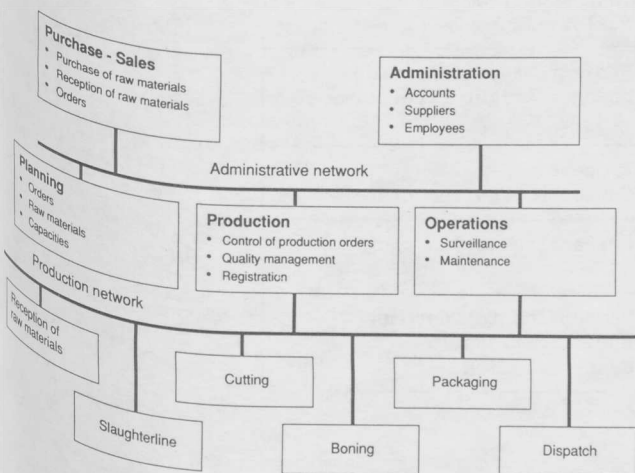 Purchase - Sales
• Purchase of raw materials
• Reception of raw materials
• Orders
Administration
• Accounts
• Suppliers
• Employees
Administrative network
Planning
• Orders
• Raw materials
• Capacities
Production
• Control of production orders
• Quality management
• Registration
Operations
• Surveillance
• Maintenance
Production network
Reception of
raw materials
Cutting
Packaging
Slaughterline
Boning
Dispatch